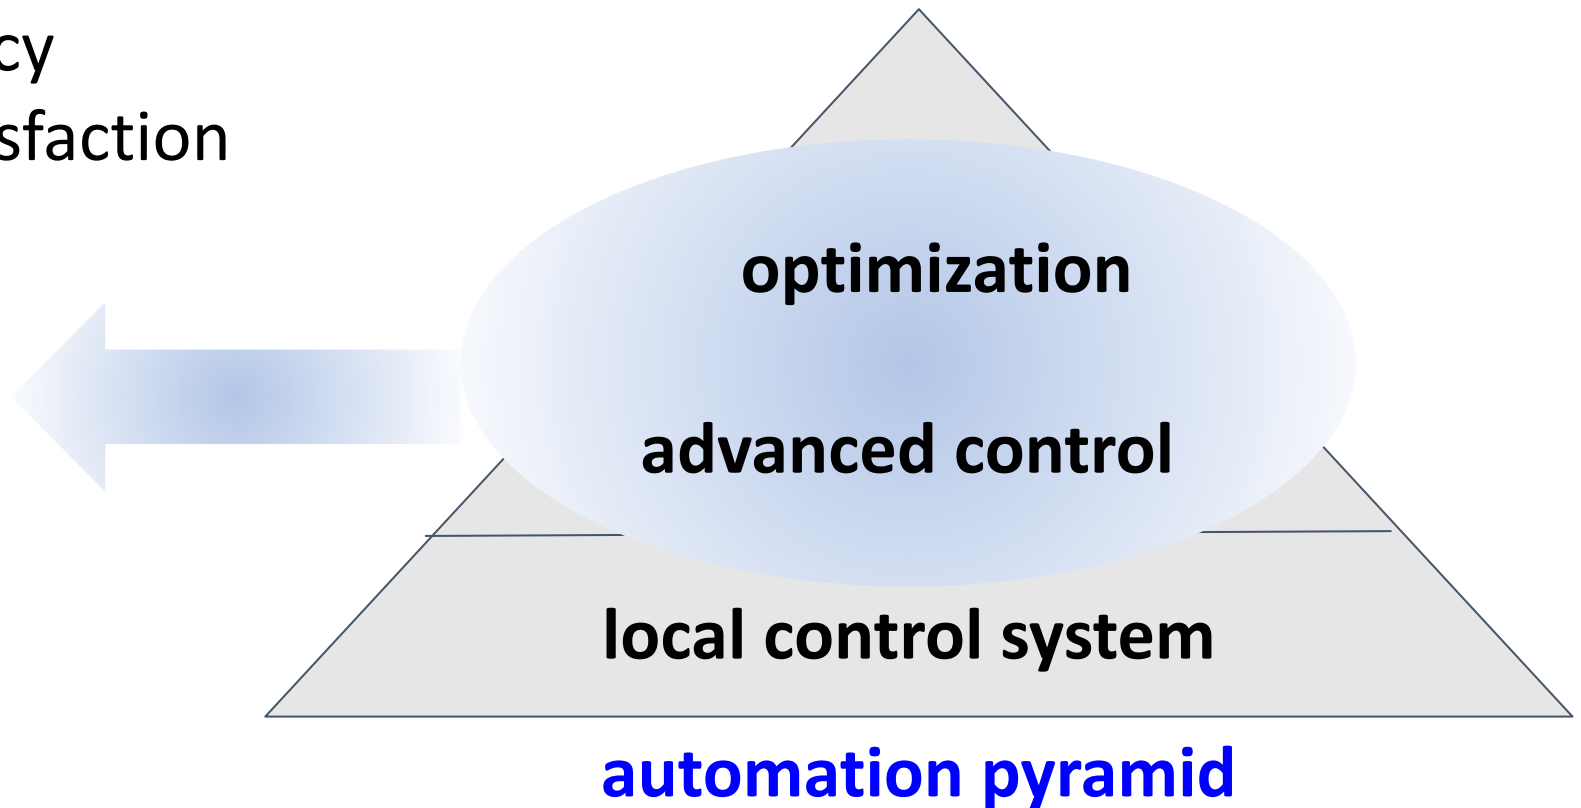 cy
sfaction
optimization
advanced control
local control system
automation pyramid